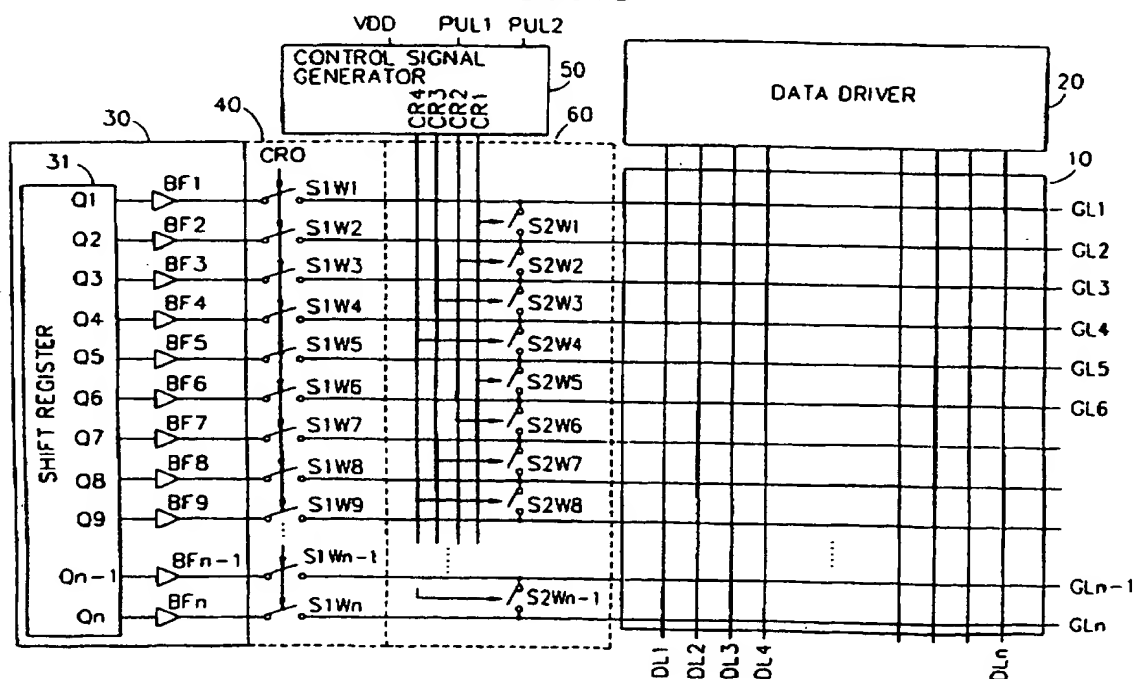 VDD PUL1 PUL2
CONTROL SIGNAL
GENERATOR
CR4
CR3
CR2
CR1
50
DATA DRIVER
20
30
40
60
CRO
31
10
SHIFT REGISTER
Q1 BF1 S1W1 GL1
S2W1
Q2 BF2 S1W2 GL2
S2W2
Q3 BF3 S1W3 GL3
S2W3
Q4 BF4 S1W4 GL4
S2W4
Q5 BF5 S1W5 GL5
S2W5
Q6 BF6 S1W6 GL6
S2W6
Q7 BF7 S1W7
S2W7
Q8 BF8 S1W8
S2W8
Q9 BF9 S1W9
Qn-1 BFn-1 S1Wn-1 GLn-1
S2Wn-1
Qn BFn S1Wn GLn
DL1
DL2
DL3
DL4
DLn